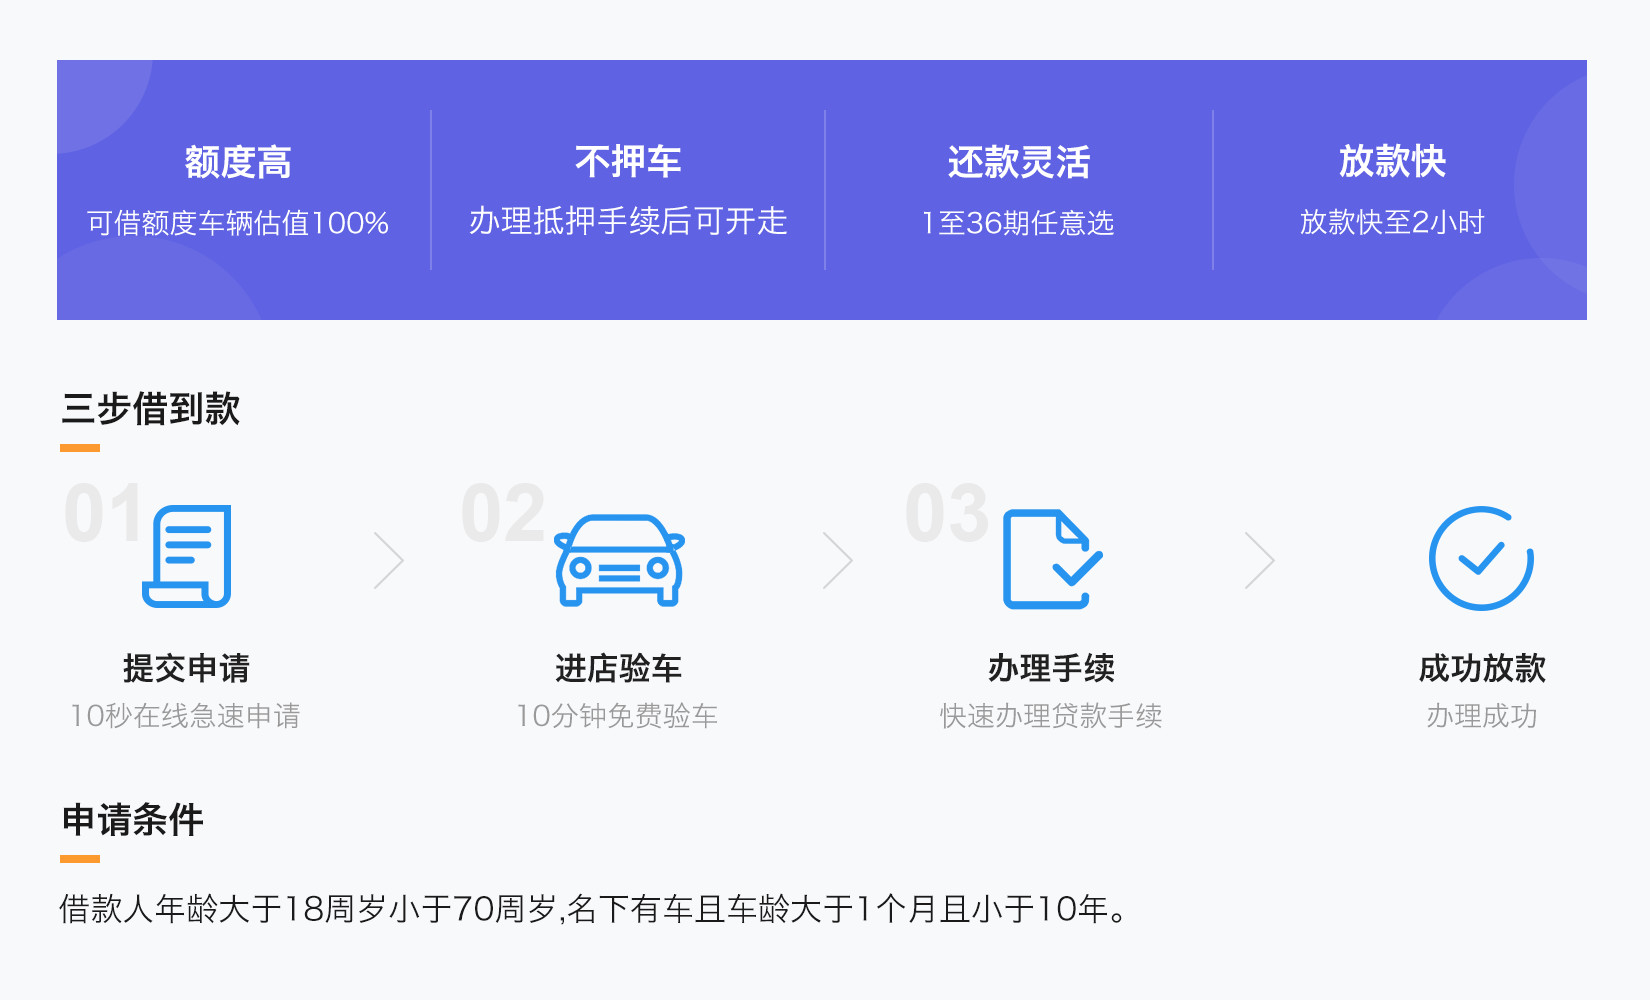 额度高
可借额度车辆估值100%
不押车
办理抵押手续后可开走
还款灵活
1至36期任意选
放款快
放款快至2小时
三步借到款
01
提交申请
10秒在线急速申请
02
进店验车
10分钟免费验车
03
办理手续
快速办理贷款手续
成功放款
办理成功
申请条件
借款人年龄大于18周岁小于70周岁,名下有车且车龄大于1个月且小于10年。